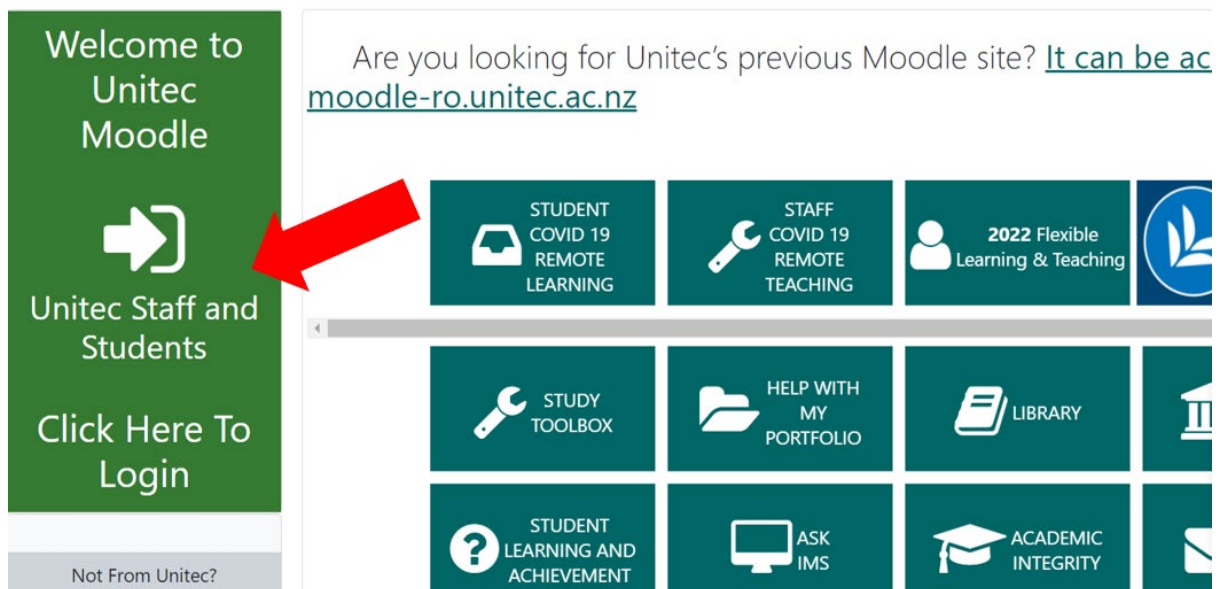 Welcome to
Unitec
Moodle
Unitec Staff and
Students
Click Here To
Login
Not From Unitec?
Are you looking for Unitec's previous Moodle site? It can be
moodle-ro.unitec.ac.nz
STUDENT
COVID 19
REMOTE
LEARNING
STAFF
COVID 19
REMOTE
TEACHING
2022 Flexible
Learning & Teaching
STUDY
TOOLBOX
HELP WITH
MY
PORTFOLIO
LIBRARY
STUDENT
LEARNING AND
ACHIEVEMENT
ASK
IMS
ACADEMIC
INTEGRITY